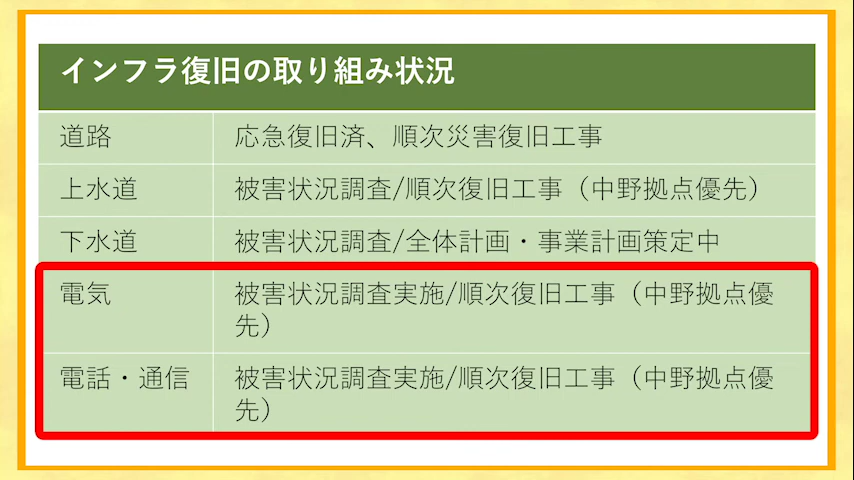 インフラ復旧の取り組み状況
道路
応急復旧済、順次災害復旧工事
上水道
被害状況調査/順次復旧工事（中野拠点優先）
下水道
被害状況調査/全体計画・事業計画策定中
電気
被害状況調査実施/順次復旧工事（中野拠点優
先）
電話・通信
被害状況調査実施/順次復旧工事（中野拠点優
先）